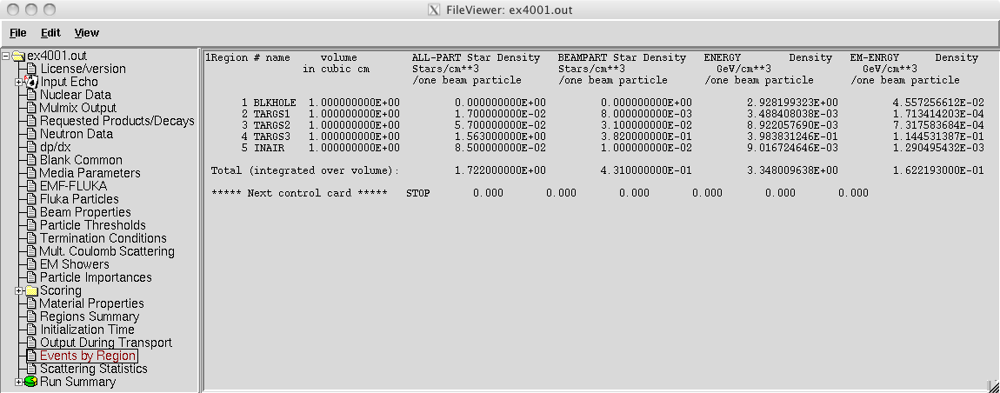 FileViewer: ex4001.out
File Edit View
ex4001.out
License/version
Input Echo
Nuclear Data
Mulmix Output
Requested Products/Decays
Neutron Data
dp/dx
Blank Common
Media Parameters
EMF-FLUKA
Fluka Particles
Beam Properties
Particle Thresholds
Termination Conditions
Mult. Coulomb Scattering
EM Showers
Particle Importances
Scoring
Material Properties
Regions Summary
Initialization Time
Output During Transport
Events by Region
Scattering Statistics
Run Summary
1Region # name volume ALL-PART Star Density BEAMPART Star Density ENERGY Density EM-ENRGY Density
in cubic cm Stars/cm**3 Stars/cm**3 GeV/cm**3 GeV/cm**3
/one beam particle /one beam particle /one beam particle /one beam particle
1 BLKHOLE 1.000000000E+00 0.000000000E+00 0.000000000E+00 2.928199323E+00 4.557256612E-02
2 TARGS1 1.000000000E+00 1.700000000E-02 8.000000000E-03 3.488408038E-03 1.713414203E-04
3 TARGS2 1.000000000E+00 5.700000000E-02 3.100000000E-02 8.922057690E-03 7.317583684E-04
4 TARGS3 1.000000000E+00 1.563000000E+00 3.820000000E-01 3.983831246E-01 1.144531387E-01
5 INAIR 1.000000000E+00 8.500000000E-02 1.000000000E-02 9.016724646E-03 1.290495432E-03
Total (integrated over volume): 1.722000000E+00 4.310000000E-01 3.348009638E+00 1.622193000E-01
***** Next control card ***** STOP 0.000 0.000 0.000 0.000 0.000 0.000